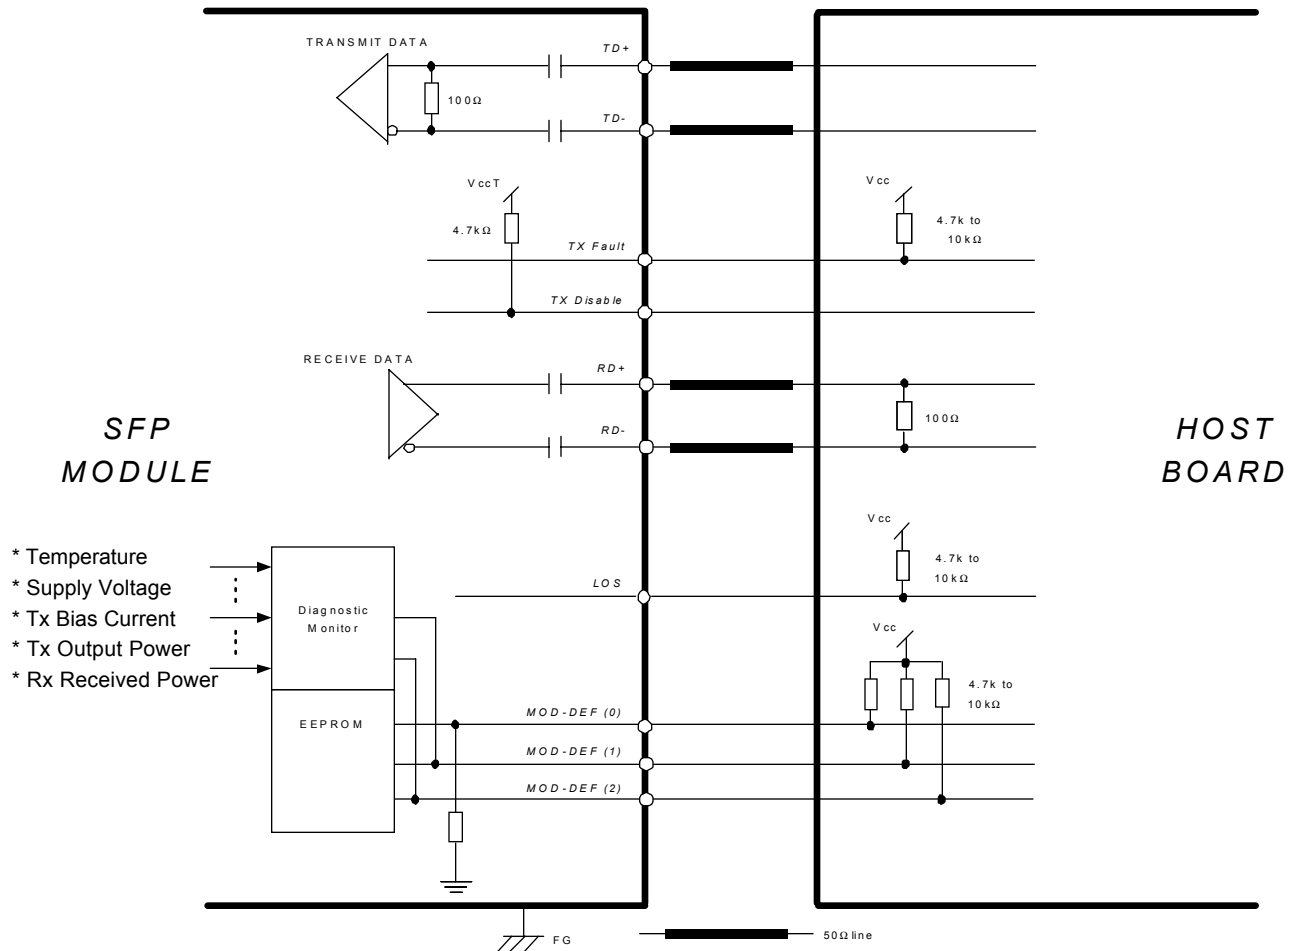 TRANSMIT DATA
TD+
100Ω
TD-
VccT
4.7kΩ
TX Fault
TX Disable
Vcc
4.7k to
10kΩ
RECEIVE DATA
RD+
RD-
100Ω
SFP
MODULE
HOST
BOARD
* Temperature
* Supply Voltage
* Tx Bias Current
* Tx Output Power
* Rx Received Power
Diagnostic
Monitor
EEPROM
LOS
Vcc
4.7k to
10kΩ
Vcc
4.7k to
10kΩ
MOD-DEF (0)
MOD-DEF (1)
MOD-DEF (2)
FG
50Ω line